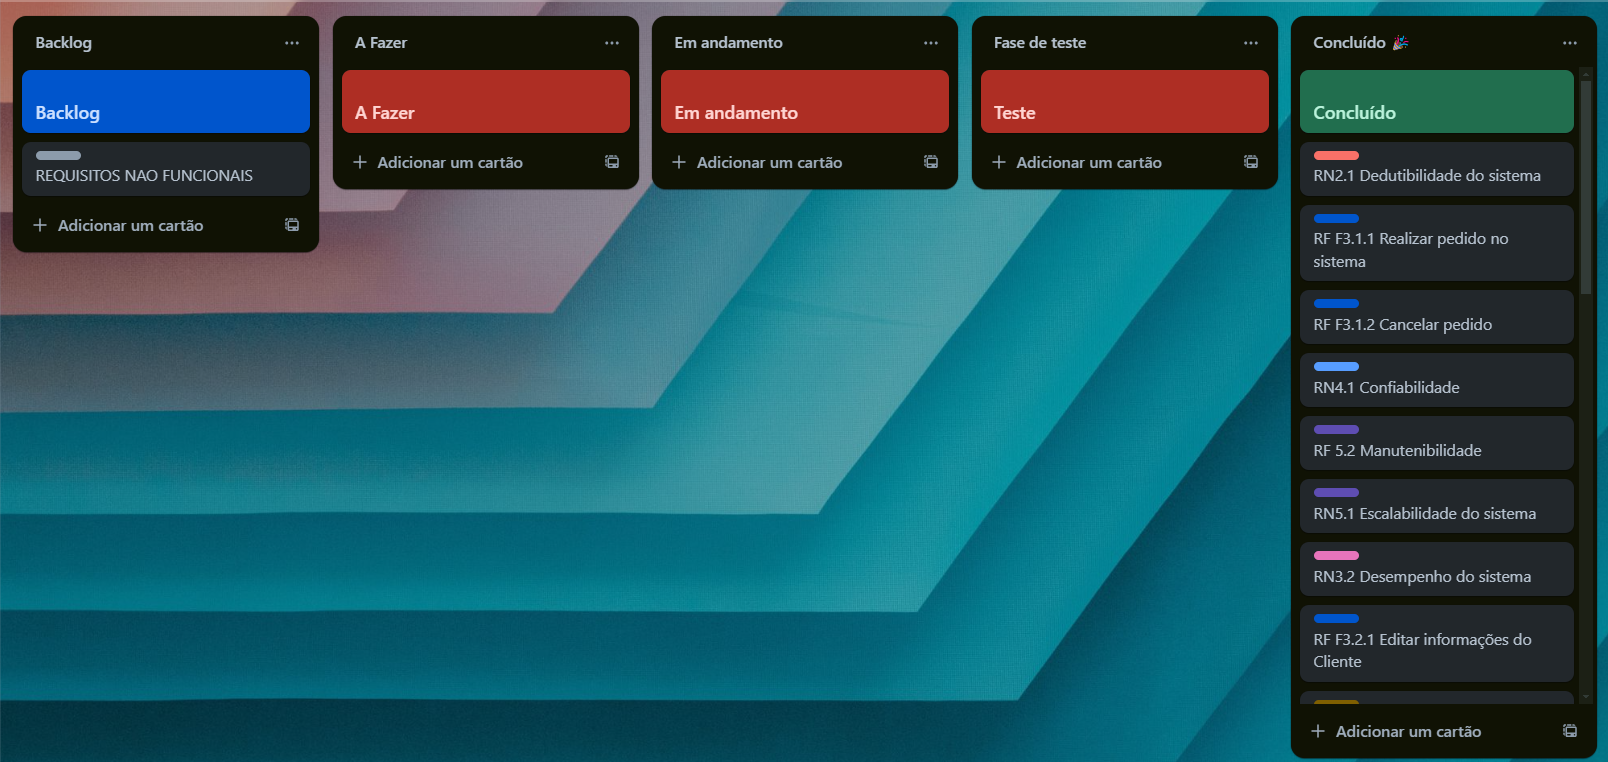 Backlog
Backlog
REQUISITOS NAO FUNCIONAIS
Adicionar um cartão
A Fazer
A Fazer
Adicionar um cartão
Em andamento
Em andamento
Adicionar um cartão
Fase de teste
Teste
Adicionar um cartão
Concluído 🎉
Concluído
RN2.1 Dedutibilidade do sistema
RF F3.1.1 Realizar pedido no
sistema
RF F3.1.2 Cancelar pedido
RN4.1 Confiabilidade
RF 5.2 Manutenibilidade
RN5.1 Escalabilidade do sistema
RN3.2 Desempenho do sistema
RF F3.2.1 Editar informações do
Cliente
Adicionar um cartão